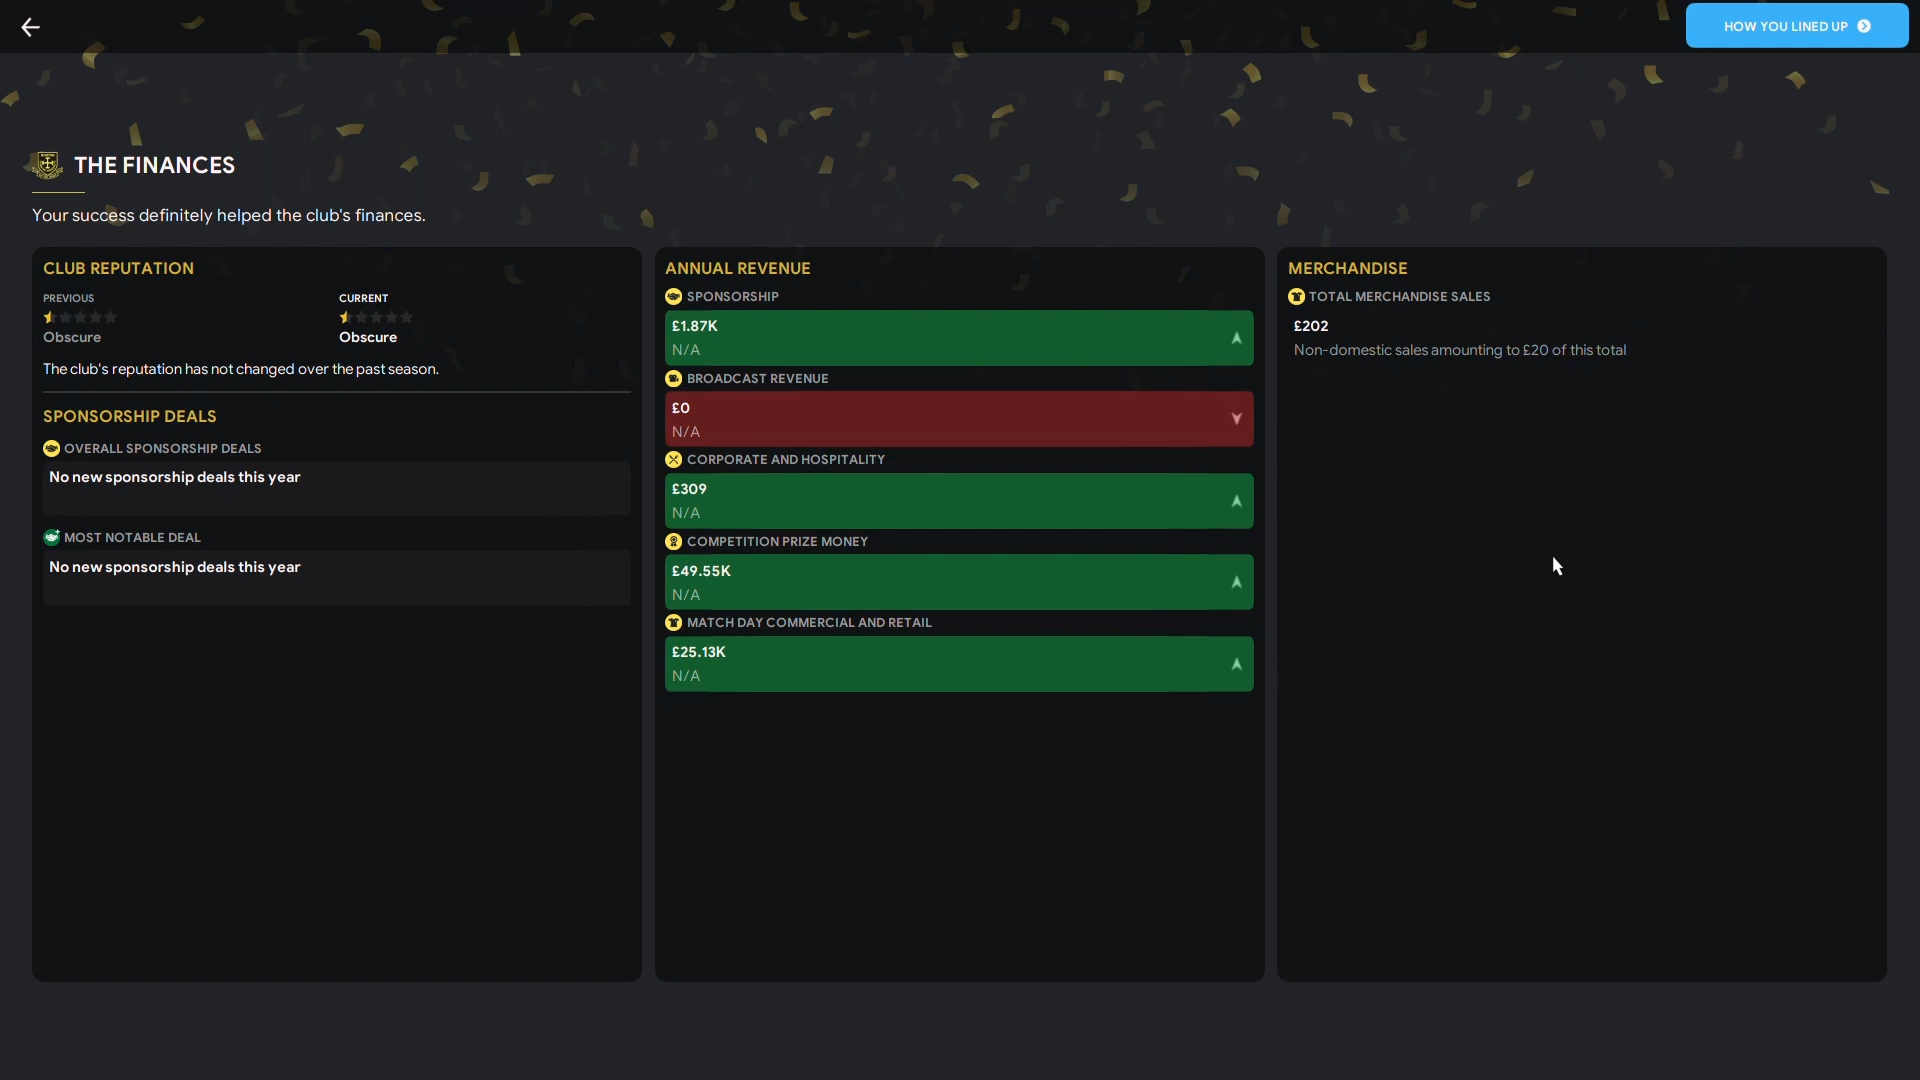 HOW YOU LINED UP
THE FINANCES
Your success definitely helped the club's finances.
CLUB REPUTATION
PREVIOUS
CURRENT
Obscure
Obscure
The club's reputation has not changed over the past season.
SPONSORSHIP DEALS
OVERALL SPONSORSHIP DEALS
No new sponsorship deals this year
MOST NOTABLE DEAL
No new sponsorship deals this year
ANNUAL REVENUE
SPONSORSHIP
£1.87K
N/A
BROADCAST REVENUE
£0
N/A
CORPORATE AND HOSPITALITY
£309
N/A
COMPETITION PRIZE MONEY
£49.55K
N/A
MATCH DAY COMMERCIAL AND RETAIL
£25.13K
N/A
MERCHANDISE
TOTAL MERCHANDISE SALES
£202
Non-domestic sales amounting to £20 of this total